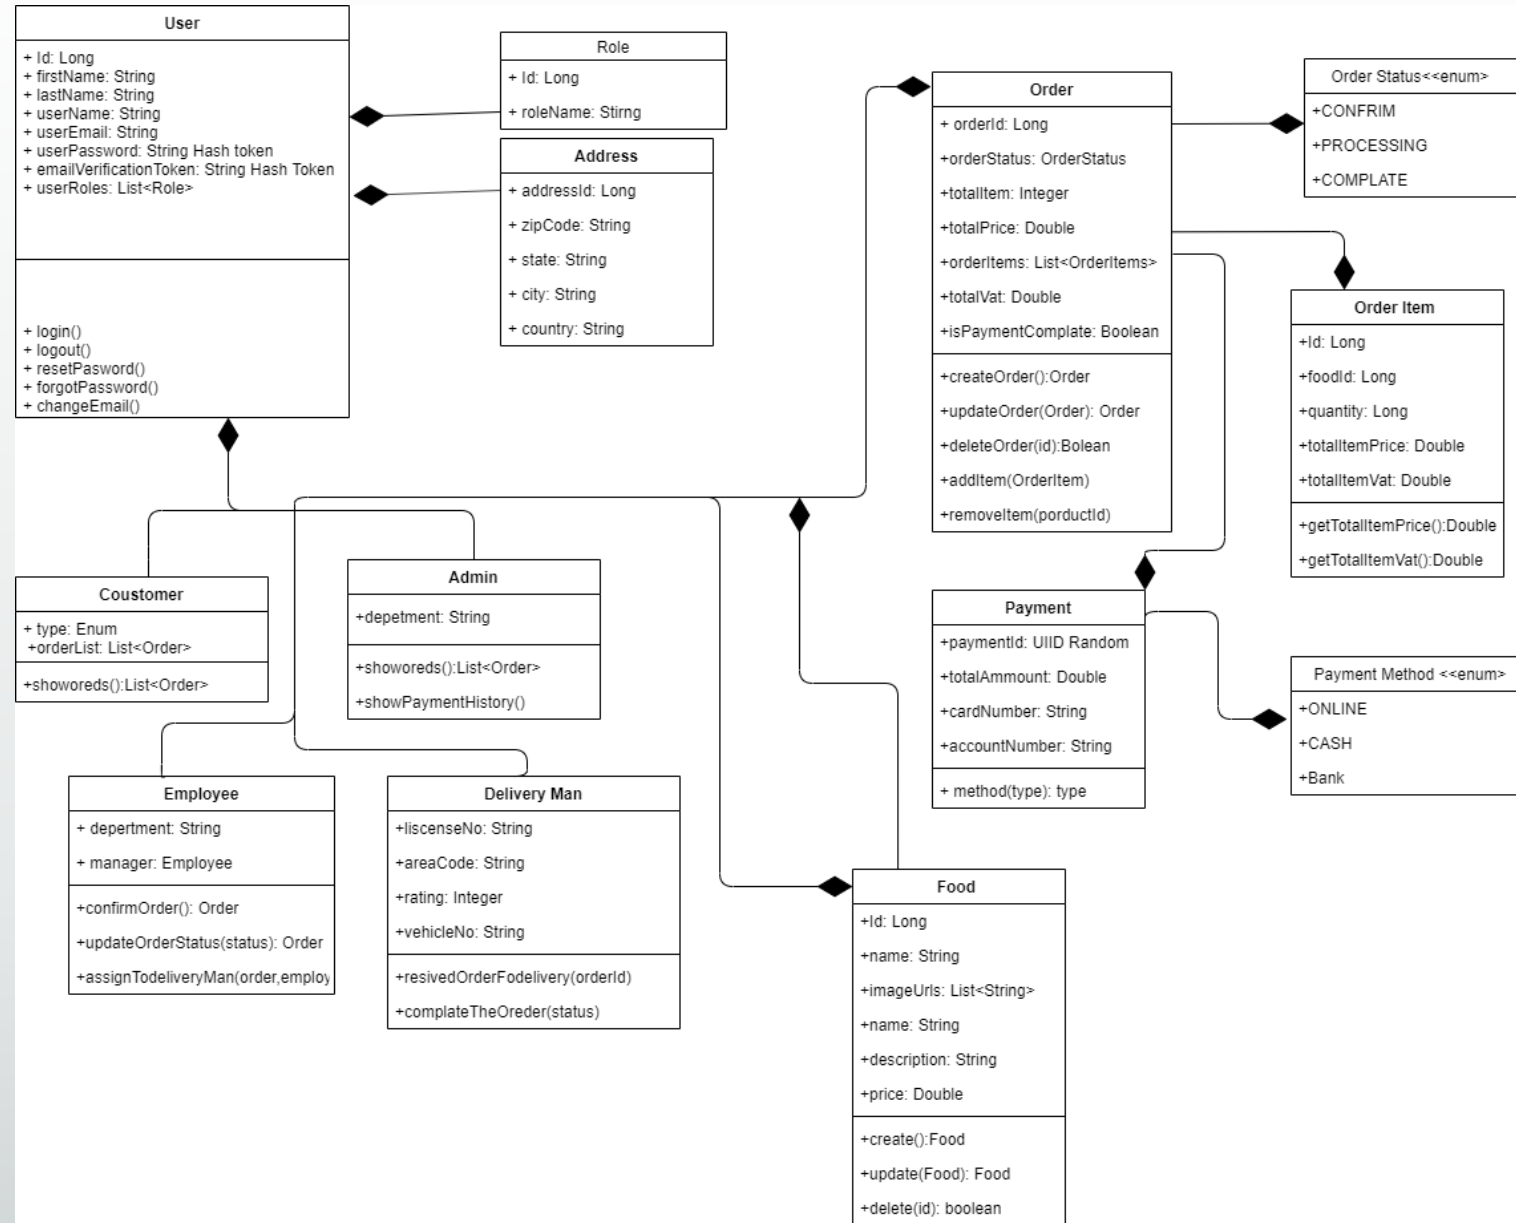 User
+ Id: Long
+ firstName: String
+ lastName: String
+ userName: String
+ userEmail: String
+ userPassword: String Hash token
+ emailVerificationToken: String Hash Token
+ userRoles: List<Role>
+ login()
+ logout()
+ resetPasword()
+ forgotPassword()
+ changeEmail()
Role
+ Id: Long
+ roleName: Stirng
Address
+ addressId: Long
+ zipCode: String
+ state: String
+ city: String
+ country: String
Order
+ orderId: Long
+orderStatus: OrderStatus
+totalItem: Integer
+totalPrice: Double
+orderItems: List<OrderItems>
+totalVat: Double
+isPaymentComplate: Boolean
+createOrder():Order
+updateOrder(Order): Order
+deleteOrder(id):Bolean
+addItem(OrderItem)
+removeItem(porductId)
Order Status<<enum>
+CONFRIM
+PROCESSING
+COMPLATE
Order Item
+Id: Long
+foodId: Long
+quantity: Long
+totalItemPrice: Double
+totalItemVat: Double
+getTotalItemPrice():Double
+getTotalItemVat():Double
Coustomer
+ type: Enum
+orderList: List<Order>
+showoreds():List<Order>
Admin
+depetment: String
+showoreds():List<Order>
+showPaymentHistory()
Payment
+paymentId: UIID Random
+totalAmmount: Double
+cardNumber: String
+accountNumber: String
+ method(type): type
Payment Method <<enum>
+ONLINE
+CASH
+Bank
Employee
+ depertment: String
+ manager: Employee
+confirmOrder(): Order
+updateOrderStatus(status): Order
+assignTodeliveryMan(order,employ
Delivery Man
+liscenseNo: String
+areaCode: String
+rating: Integer
+vehicleNo: String
+resivedOrderFodelivery(orderId)
+complateTheOreder(status)
Food
+Id: Long
+name: String
+imageUrls: List<String>
+name: String
+description: String
+price: Double
+create():Food
+update(Food): Food
+delete(id): boolean